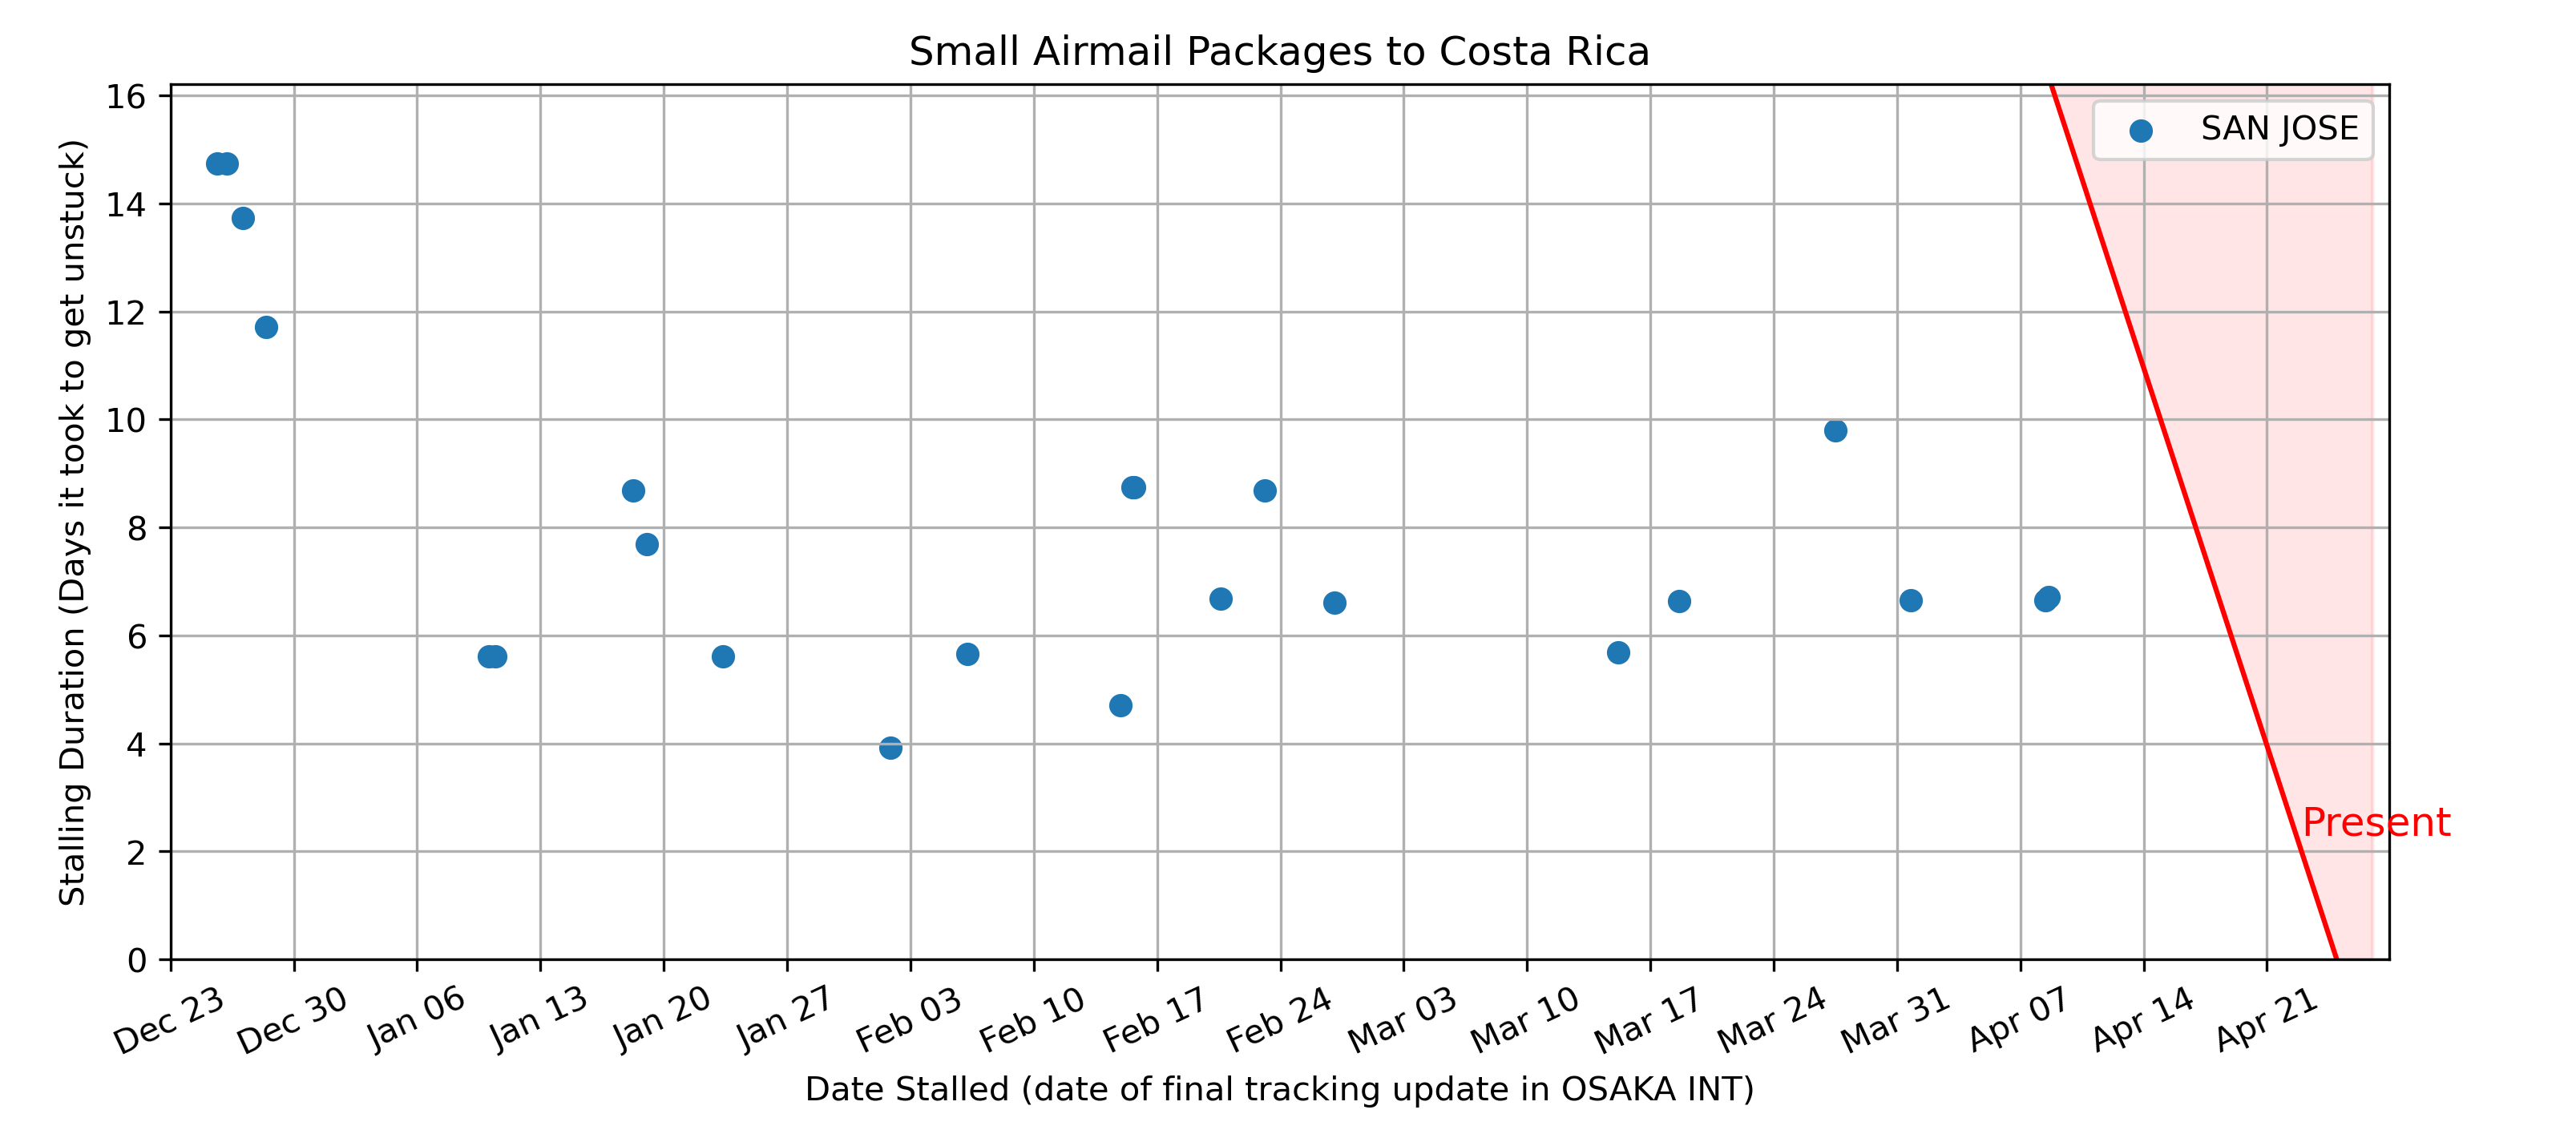 Small Airmail Packages to Costa Rica
Stalling Duration (Days it took to get unstuck)
16
14
12
10
8
6
4
2
0
SAN JOSE
Present
Dec 23
Dec 30
Jan 06
Jan 13
Jan 20
Jan 27
Feb 03
Feb 10
Feb 17
Feb 24
Mar 03
Mar 10
Mar 17
Mar 24
Mar 31
Apr 07
Apr 14
Apr 21
Date Stalled (date of final tracking update in OSAKA INT)